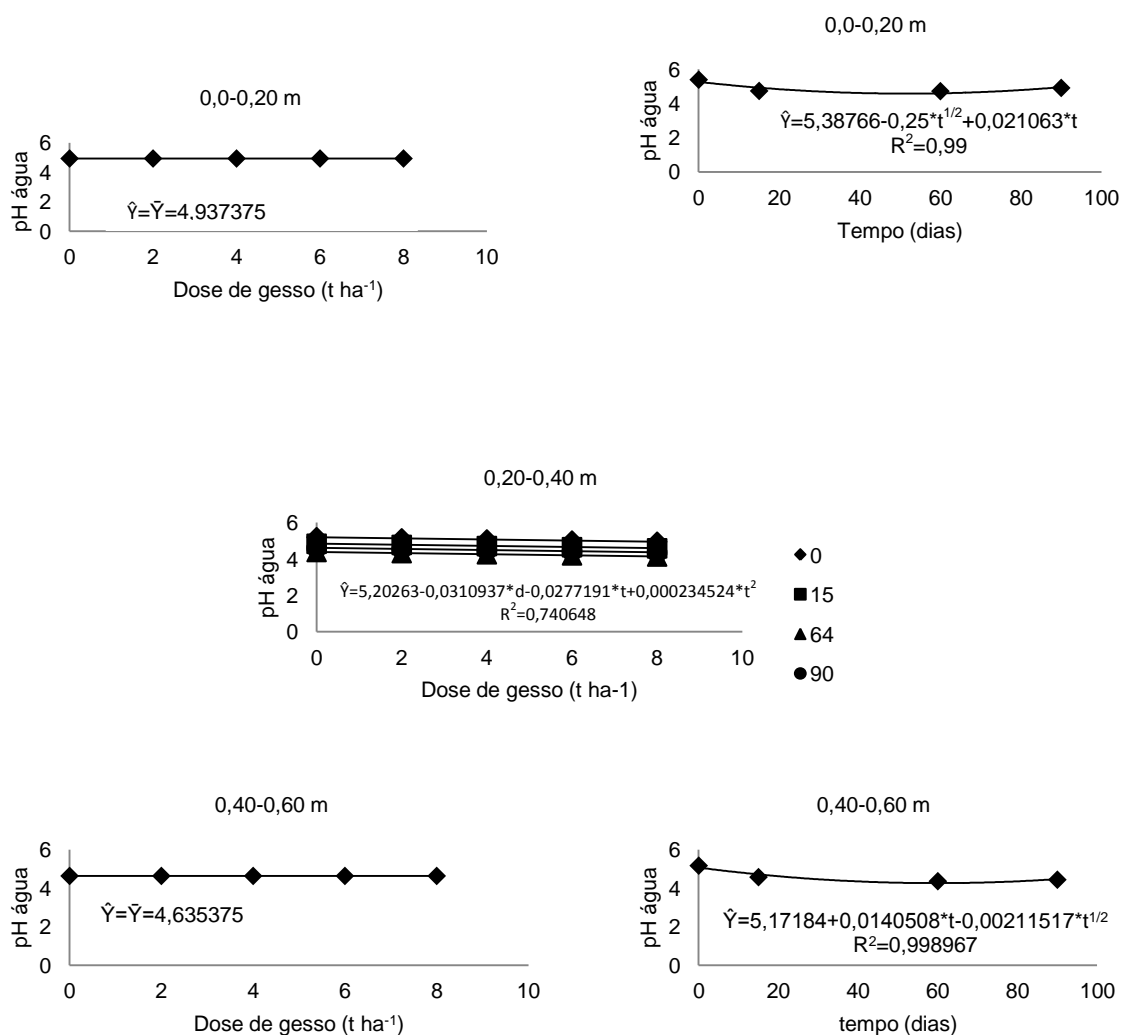 0,0-0,20 m
pH água
6
4
2
0
Ŷ=5,38766-0,25*t^1/2+0,021063*t
R²=0,99
0 20 40 60 80 100
Tempo (dias)
0,0-0,20 m
pH água
6
4
2
0
Ŷ=Ȳ=4,937375
0 2 4 6 8 10
Dose de gesso (t ha⁻¹)
0,20-0,40 m
pH água
6
4
2
0
Ŷ=5,20263-0,0310937*d-0,0277191*t+0,000234524*t²
R²=0,740648
0 2 4 6 8 10
Dose de gesso (t ha-1)
0
15
64
90
0,40-0,60 m
pH água
6
4
2
0
Ŷ=Ȳ=4,635375
0 2 4 6 8 10
Dose de gesso (t ha⁻¹)
0,40-0,60 m
pH água
6
4
2
0
Ŷ=5,17184+0,0140508*t-0,00211517*t^1/2
R²=0,998967
0 20 40 60 80 100
tempo (dias)